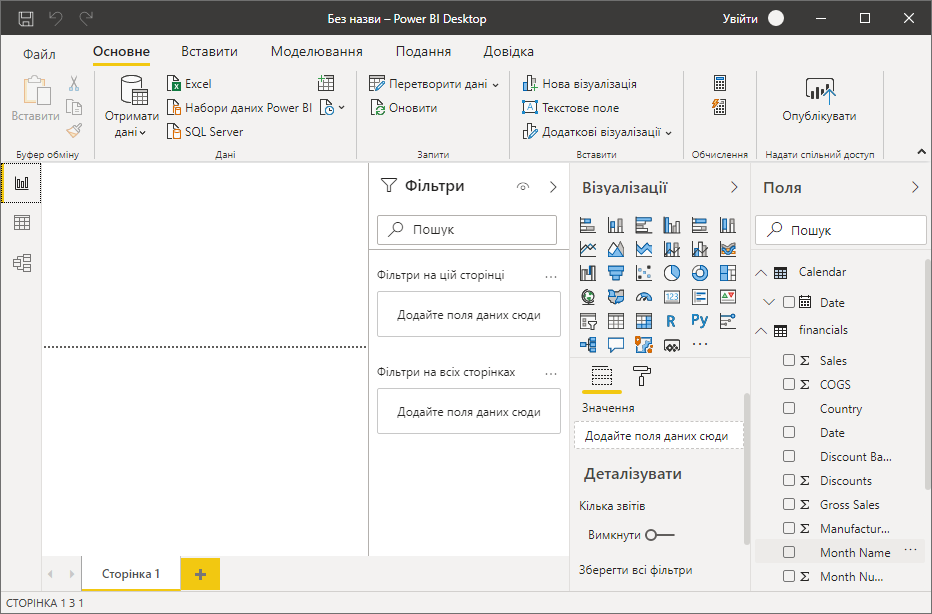 Без назви – Power BI Desktop
Увійти
Файл
Основне
Вставити
Моделювання
Подання
Довідка
Вставити
Буфер обміну
Отримати
дані
Excel
Набори даних Power BI
SQL Server
Дані
Перетворити дані
Оновити
Запити
Нова візуалізація
Текстове поле
Додаткові візуалізації
Вставити
Обчислення
Опублікувати
Надати спільний доступ
Фільтри
Пошук
Фільтри на цій сторінці
...
Додайте поля даних сюди
Фільтри на всіх сторінках
...
Додайте поля даних сюди
Візуалізації
123
R
Py
...
Значення
Додайте поля даних сюди
Деталізувати
Кілька звітів
Вимкнути
Зберегти всі фільтри
Поля
Пошук
Calendar
Date
financials
Σ Sales
Σ COGS
Country
Date
Discount Ba...
Σ Discounts
Σ Gross Sales
Σ Manufactur...
Month Name ...
Σ Month Nu...
Сторінка 1
+
СТОРІНКА 1 З 1